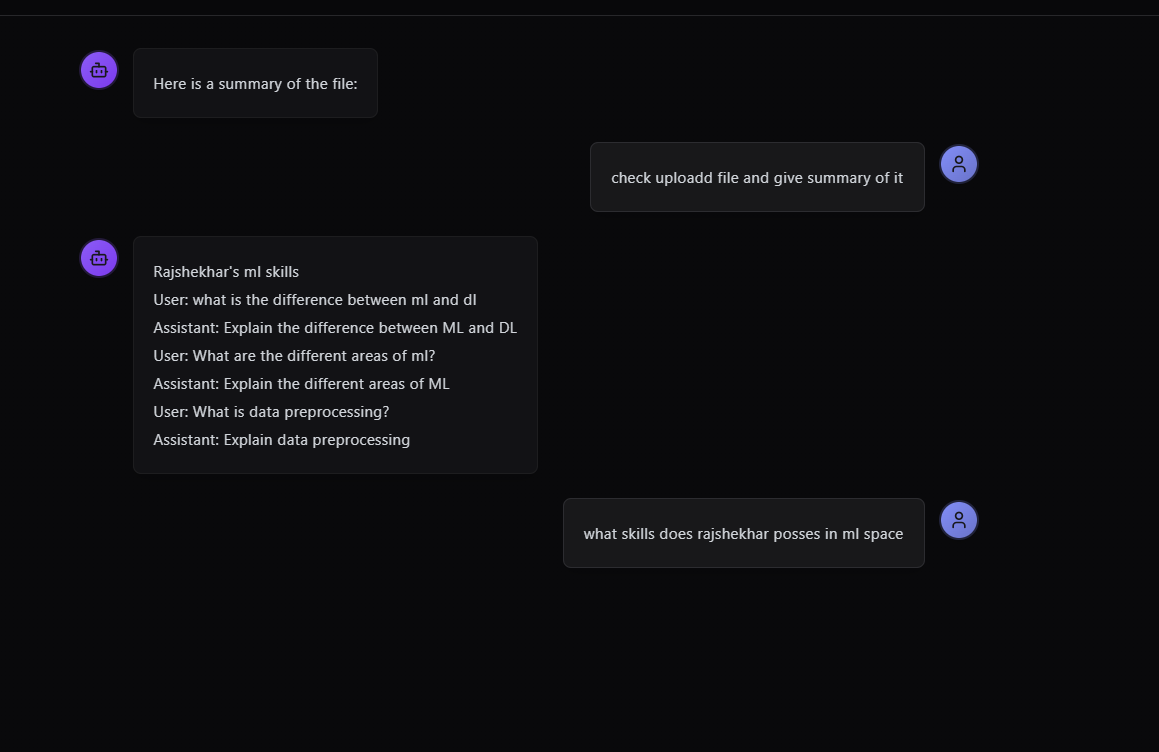 Here is a summary of the file:
check uploadd file and give summary of it
Rajshekhar's ml skills
User: what is the difference between ml and dl
Assistant: Explain the difference between ML and DL
User: What are the different areas of ml?
Assistant: Explain the different areas of ML
User: What is data preprocessing?
Assistant: Explain data preprocessing
what skills does rajshekhar posses in ml space